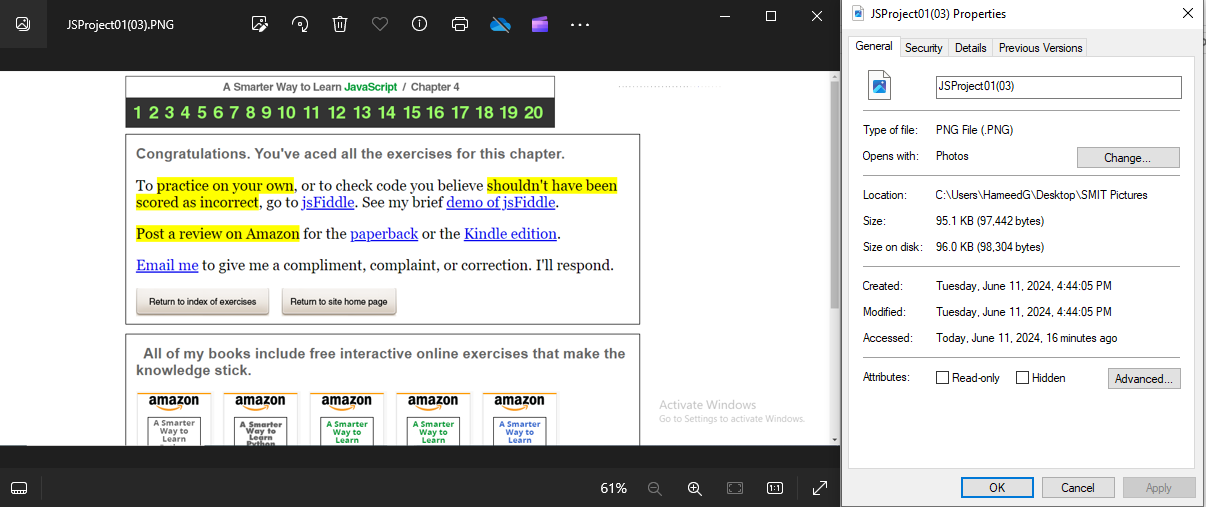 JSProject01(03).PNG
A Smarter Way to Learn JavaScript / Chapter 4
1 2 3 4 5 6 7 8 9 10 11 12 13 14 15 16 17 18 19 20
Congratulations. You've aced all the exercises for this chapter.
To practice on your own, or to check code you believe shouldn't have been
scored as incorrect, go to jsFiddle. See my brief demo of jsFiddle.
Post a review on Amazon for the paperback or the Kindle edition.
Email me to give me a compliment, complaint, or correction. I'll respond.
Return to index of exercises Return to site home page
All of my books include free interactive online exercises that make the
knowledge stick.
amazon amazon amazon amazon amazon
A Smarter A Smarter A Smarter A Smarter A Smarter
Way to Way to Way to Way to Way to
Learn Learn Learn Learn Learn
Python
Activate Windows
Go to Settings to activate Windows.
61% 1:1
JSProject01(03) Properties
General Security Details Previous Versions
JSProject01(03)
Type of file: PNG File (.PNG)
Opens with: Photos Change...
Location: C:\Users\HameedG\Desktop\SMIT Pictures
Size: 95.1 KB (97,442 bytes)
Size on disk: 96.0 KB (98,304 bytes)
Created: Tuesday, June 11, 2024, 4:44:05 PM
Modified: Tuesday, June 11, 2024, 4:44:05 PM
Accessed: Today, June 11, 2024, 16 minutes ago
Attributes: Read-only Hidden Advanced...
OK Cancel Apply